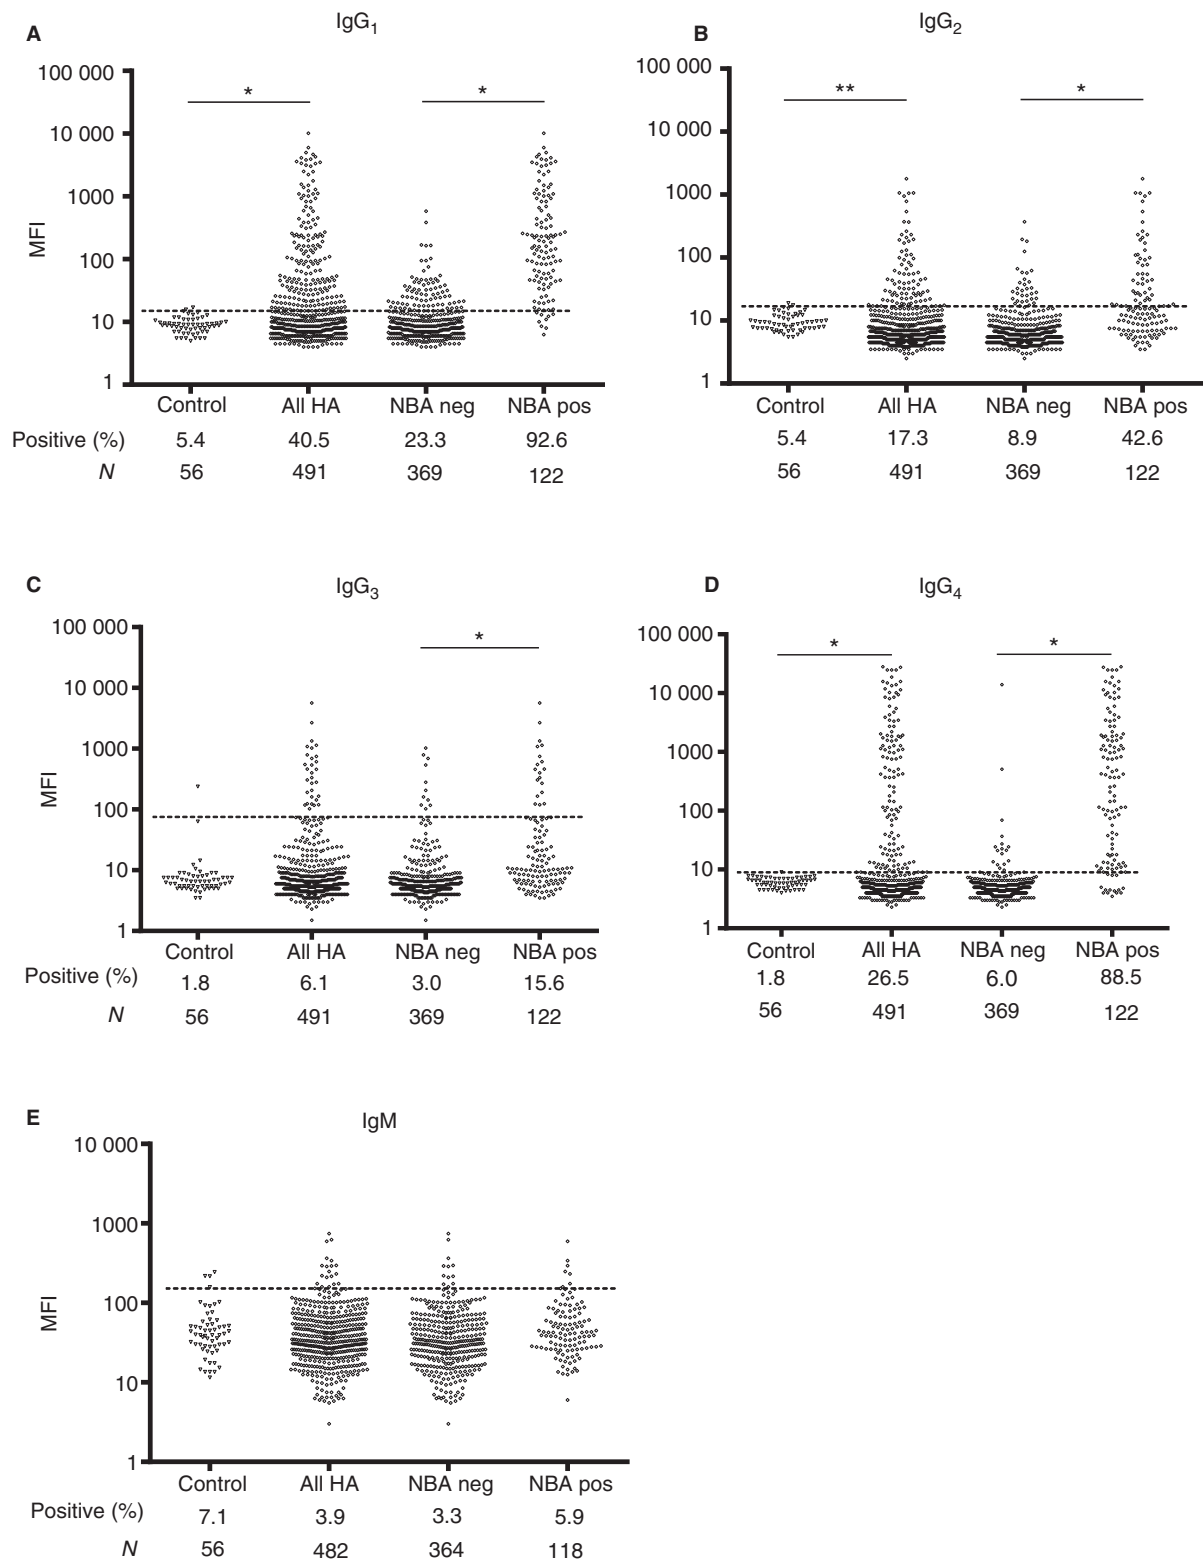 A
IgG1
*
*
100 000
10 000
1000
100
10
1
MFI
Control All HA NBA neg NBA pos
Positive (%) 5.4 40.5 23.3 92.6
N 56 491 369 122
B
IgG2
**
*
100 000
10 000
1000
100
10
1
Control All HA NBA neg NBA pos
5.4 17.3 8.9 42.6
56 491 369 122
C
IgG3
*
100 000
10 000
1000
100
10
1
MFI
Control All HA NBA neg NBA pos
Positive (%) 1.8 6.1 3.0 15.6
N 56 491 369 122
D
IgG4
*
*
100 000
10 000
1000
100
10
1
Control All HA NBA neg NBA pos
1.8 26.5 6.0 88.5
56 491 369 122
E
IgM
10 000
1000
100
10
1
MFI
Control All HA NBA neg NBA pos
Positive (%) 7.1 3.9 3.3 5.9
N 56 482 364 118